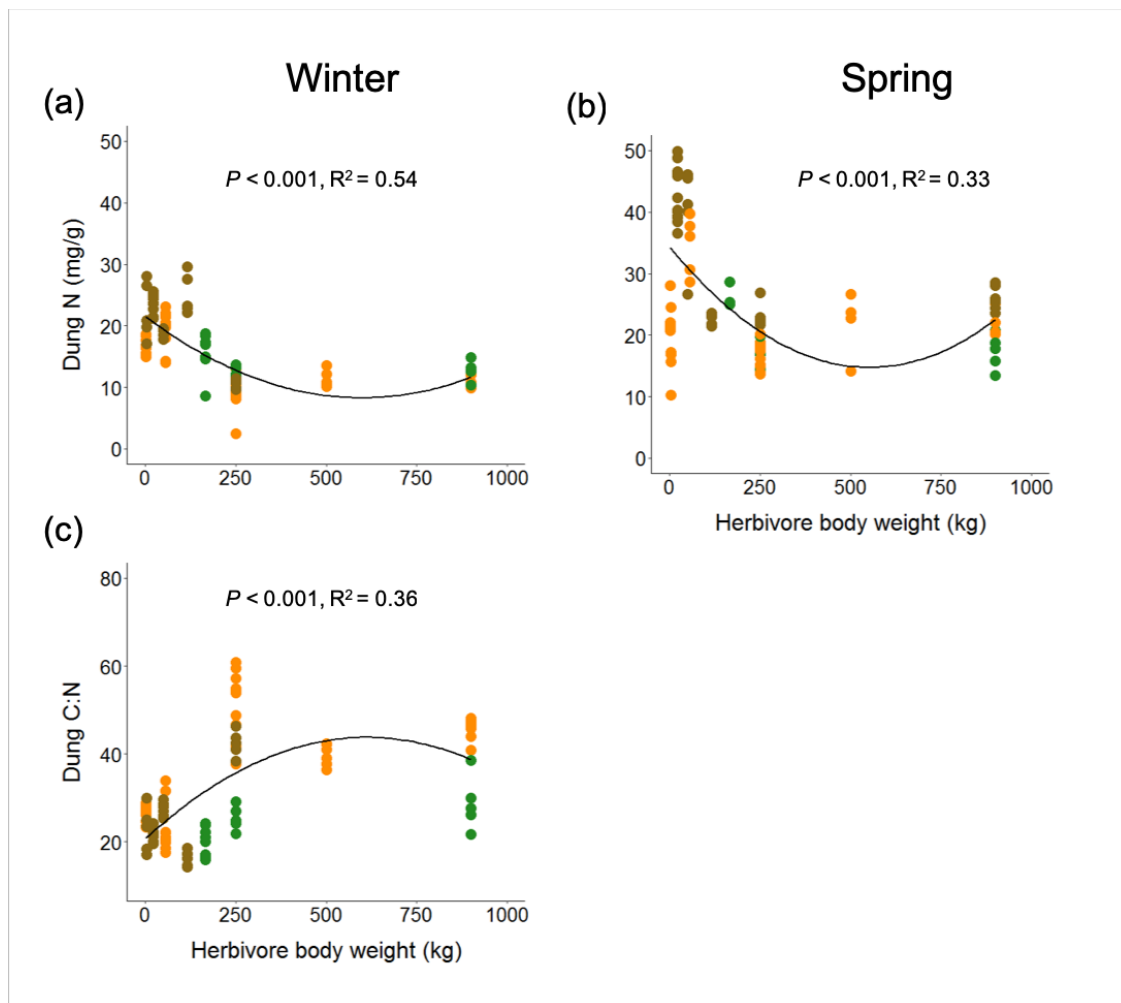 Winter
Spring
(a)
(b)
50
40
30
20
10
0
Dung N (mg/g)
P < 0.001, R² = 0.54
0
250
500
750
1000
50
40
30
20
10
0
P < 0.001, R² = 0.33
0
250
500
750
1000
Herbivore body weight (kg)
(c)
80
60
40
20
Dung C:N
P < 0.001, R² = 0.36
0
250
500
750
1000
Herbivore body weight (kg)